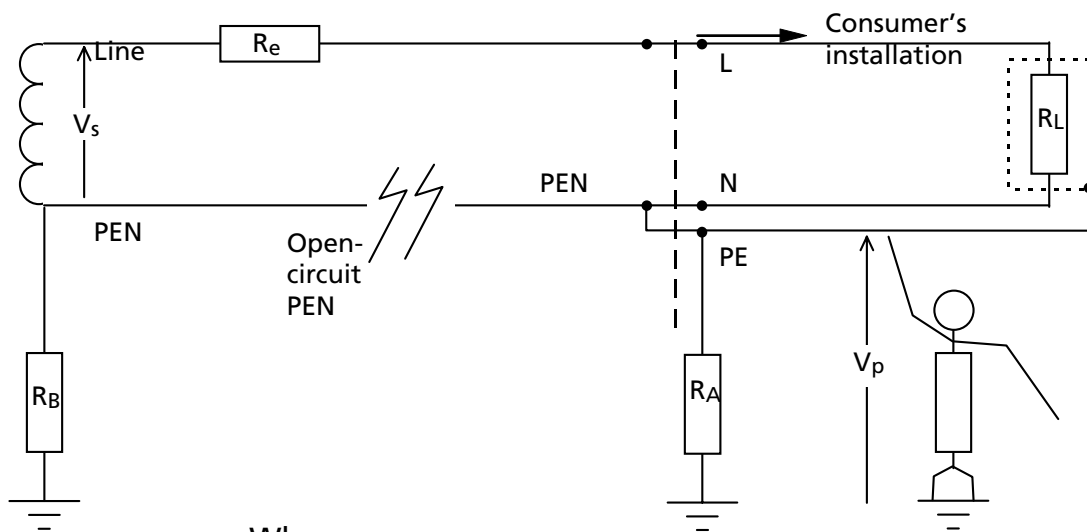 Line
Re
Consumer's
installation
L
Vs
RL
PEN
N
PEN
Open-
circuit
PEN
PE
RB
RA
Vp